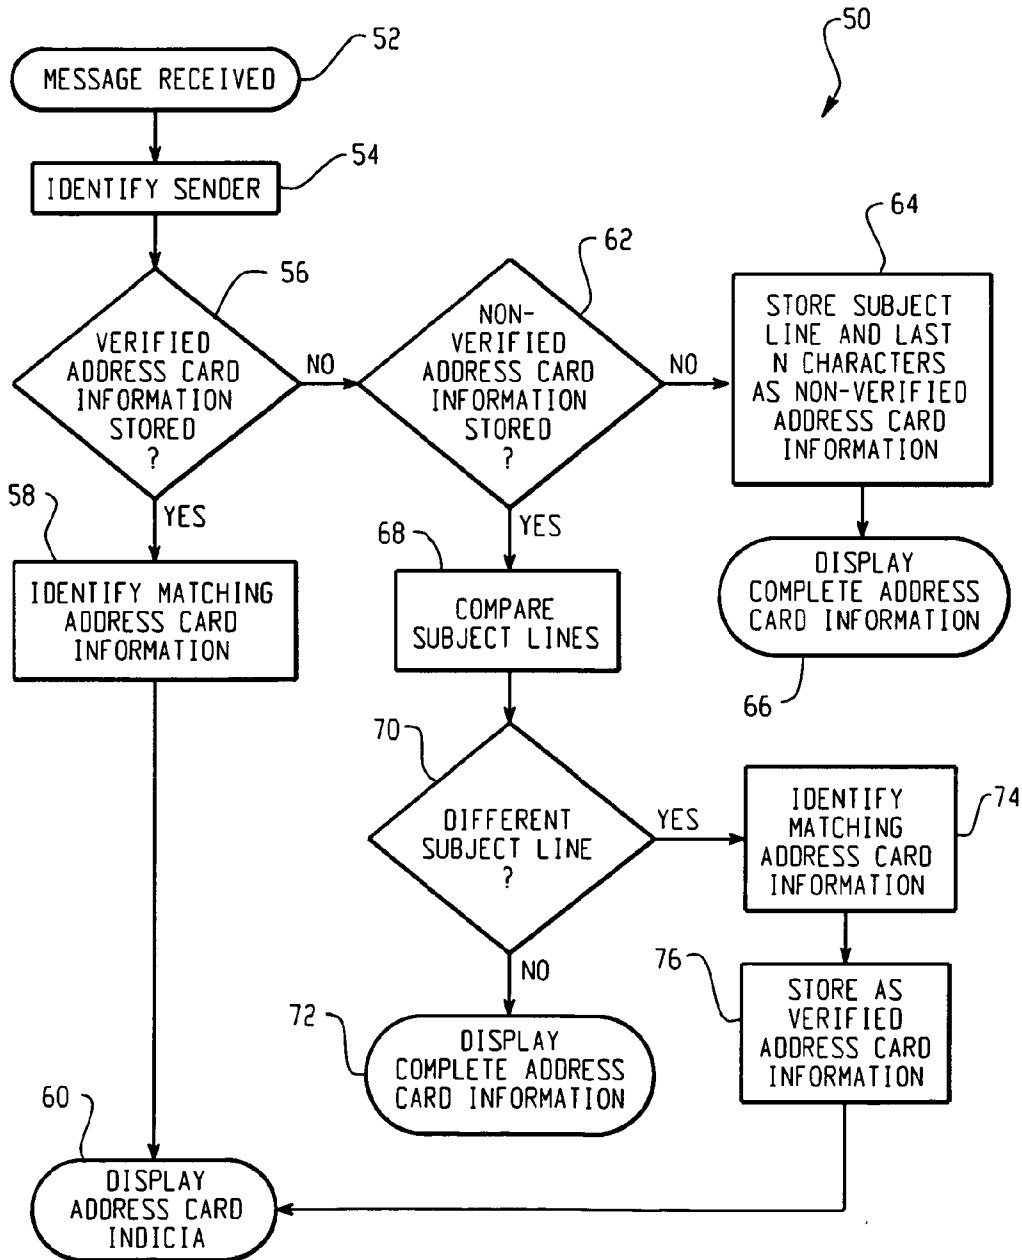 50
52
MESSAGE RECEIVED
54
IDENTIFY SENDER
56
VERIFIED
ADDRESS CARD
INFORMATION
STORED
?
NO
62
NON-
VERIFIED
ADDRESS CARD
INFORMATION
STORED
?
NO
64
STORE SUBJECT
LINE AND LAST
N CHARACTERS
AS NON-VERIFIED
ADDRESS CARD
INFORMATION
58
YES
IDENTIFY MATCHING
ADDRESS CARD
INFORMATION
68
YES
COMPARE
SUBJECT LINES
DISPLAY
COMPLETE ADDRESS
CARD INFORMATION
66
70
DIFFERENT
SUBJECT LINE
?
YES
IDENTIFY
MATCHING
ADDRESS CARD
INFORMATION
74
NO
72
DISPLAY
COMPLETE ADDRESS
CARD INFORMATION
76
STORE AS
VERIFIED
ADDRESS CARD
INFORMATION
60
DISPLAY
ADDRESS CARD
INDICIA